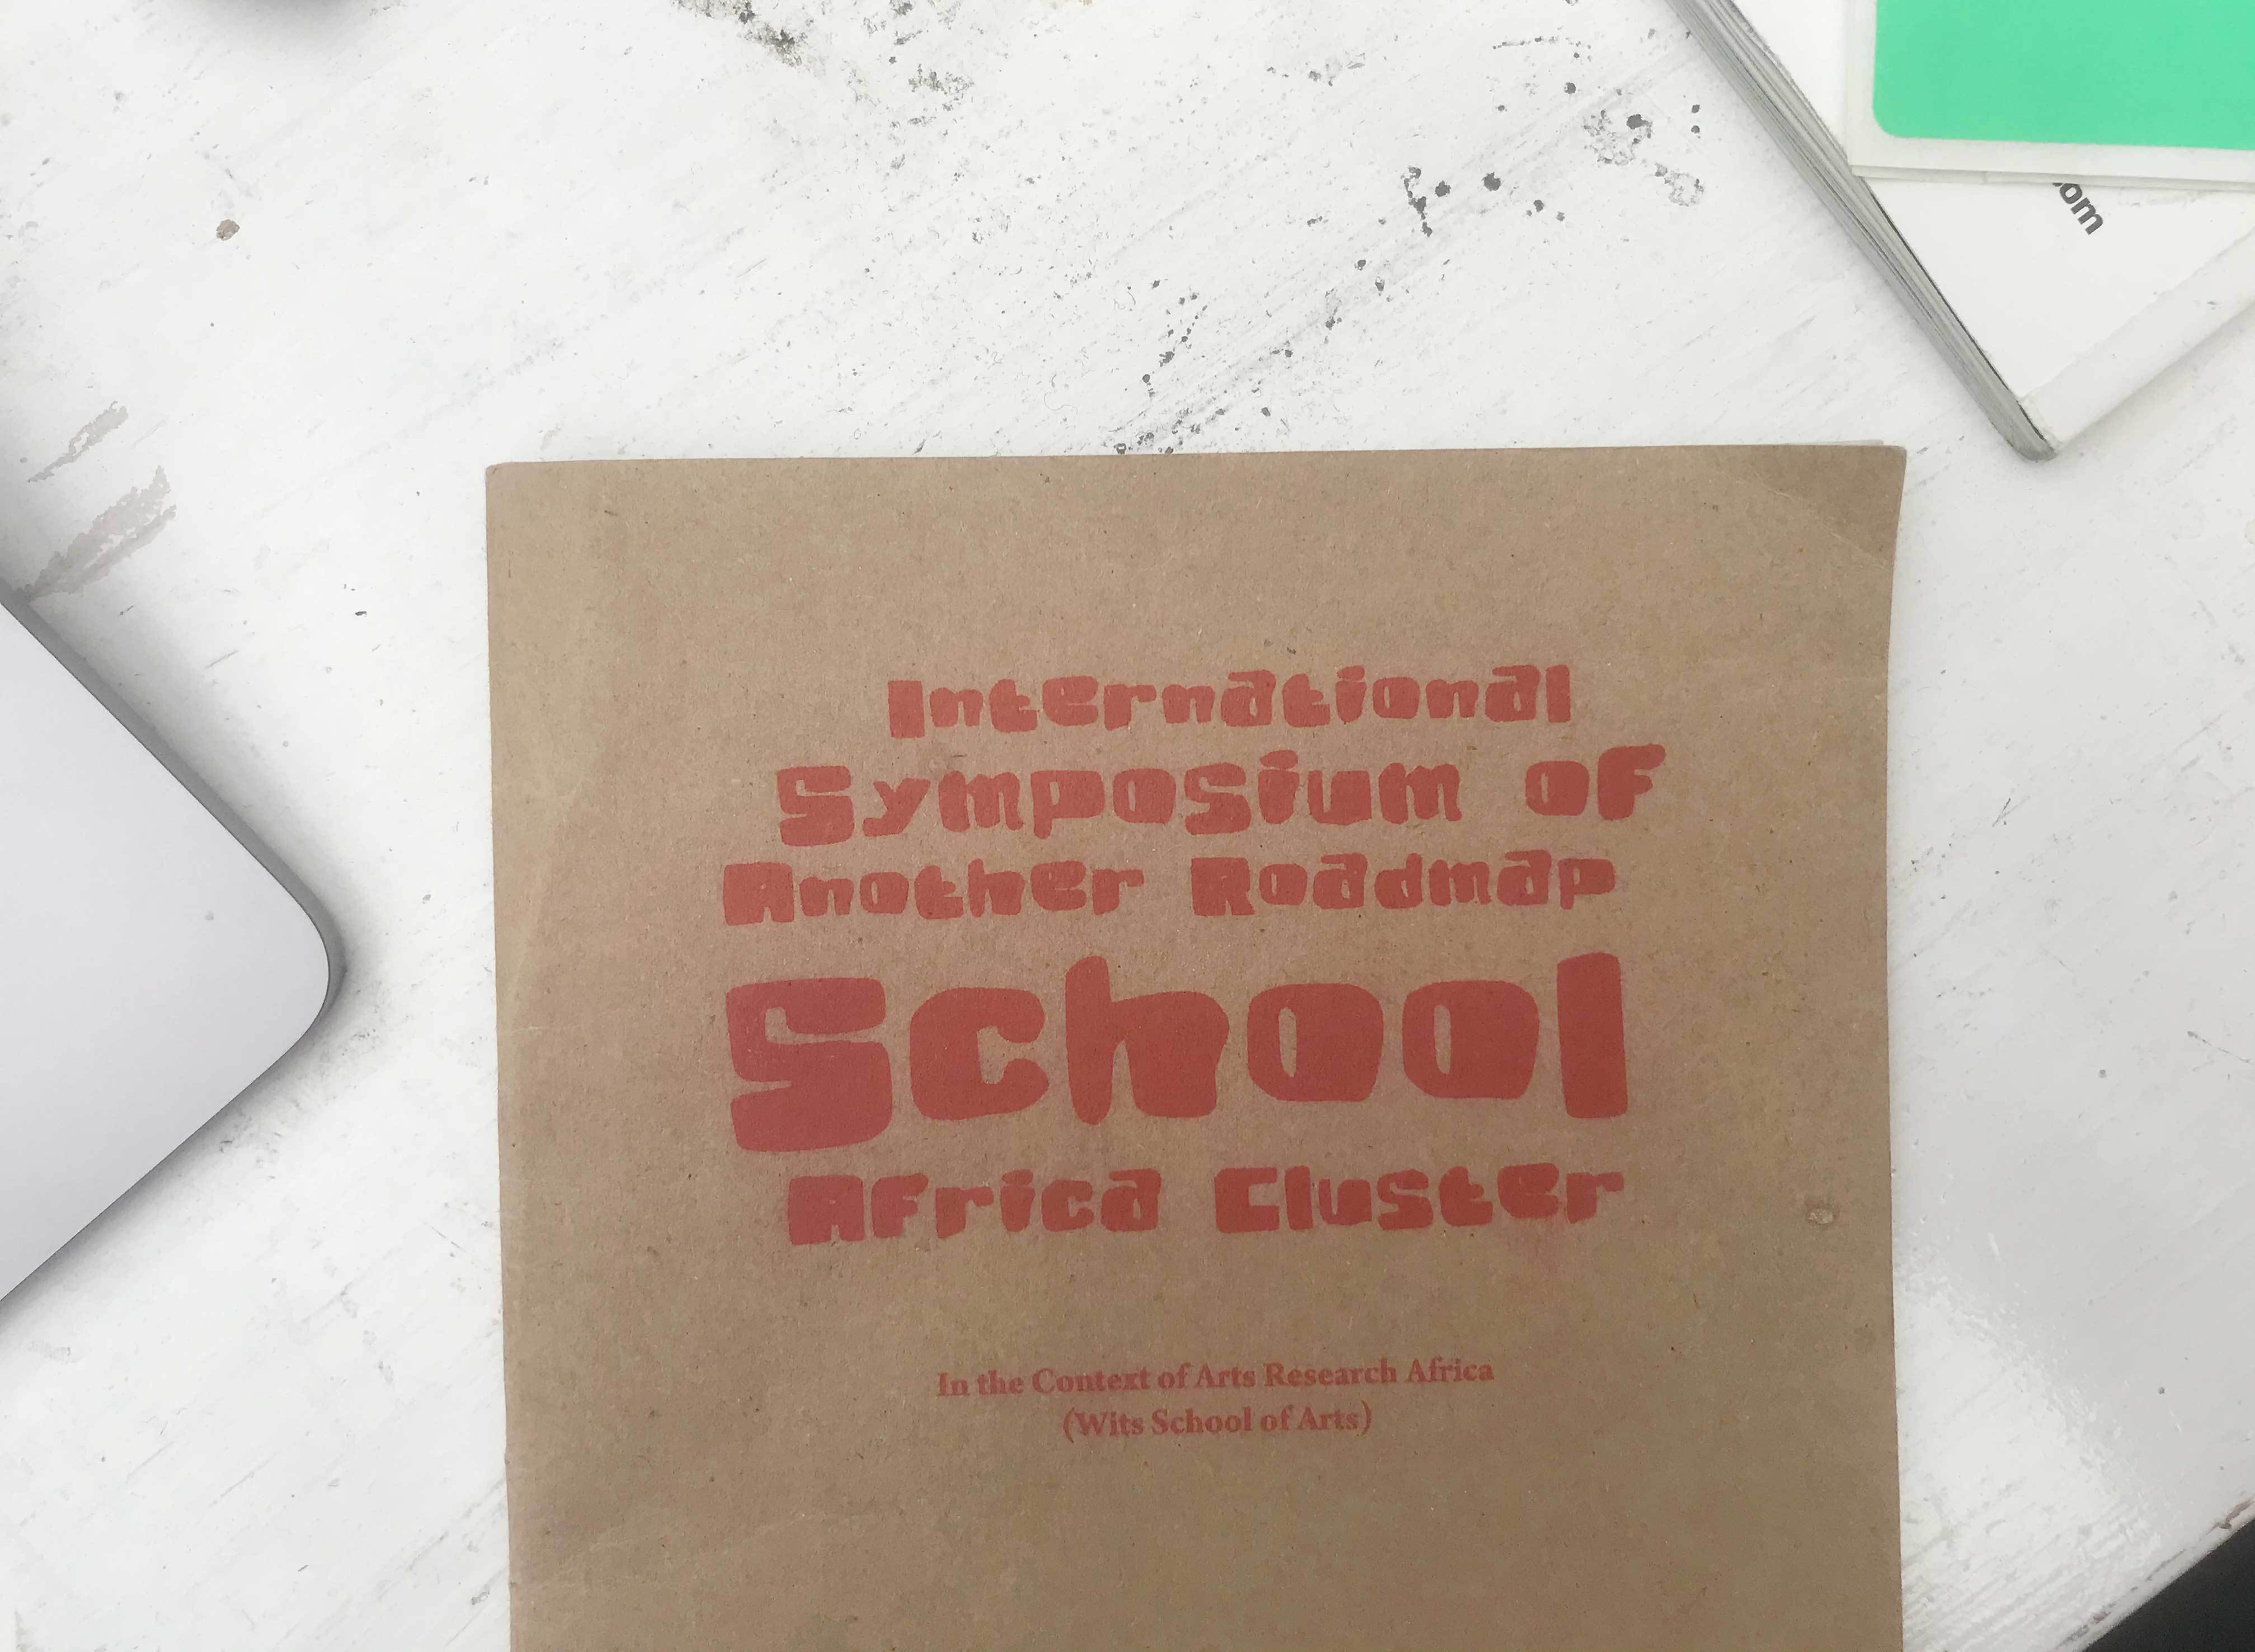 om
International
Symposium of
Another Roadmap
School
Africa Cluster
In the Context of Arts Research Africa
(Wits School of Arts)